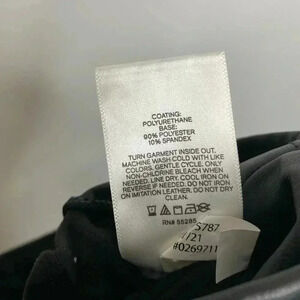 COATING:
POLYURETHANE
BASE:
90% POLYESTER
10% SPANDEX
TURN GARMENT INSIDE OUT.
MACHINE WASH COLD WITH LIKE
COLORS, GENTLE CYCLE. ONLY
NON-CHLORINE BLEACH WHEN
NEEDED. LINE DRY. COOL IRON ON
REVERSE IF NEEDED. DO NOT IRON
ON LEATHER. DO NOT DRY CLEAN.
RN# 55285
S787
/21
#0269711